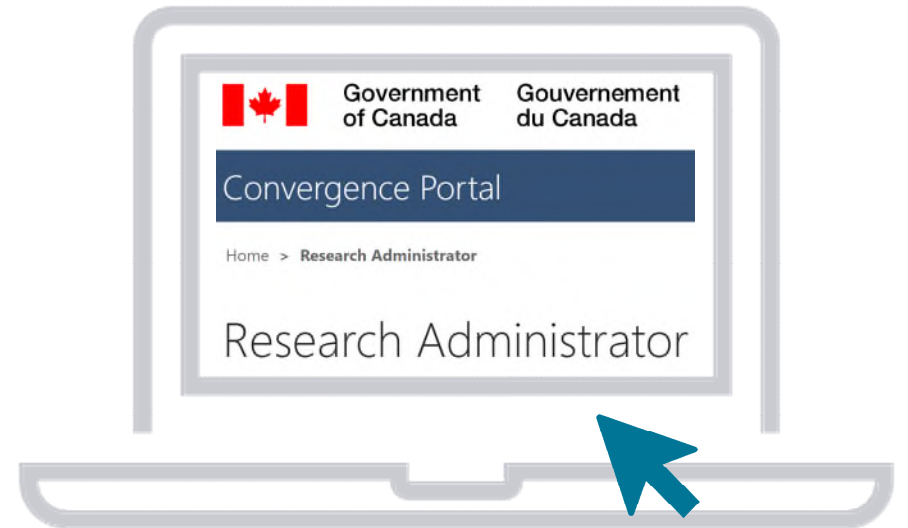 Government
of Canada
Gouvernement
du Canada
Convergence Portal
Home > Research Administrator
Research Administrator